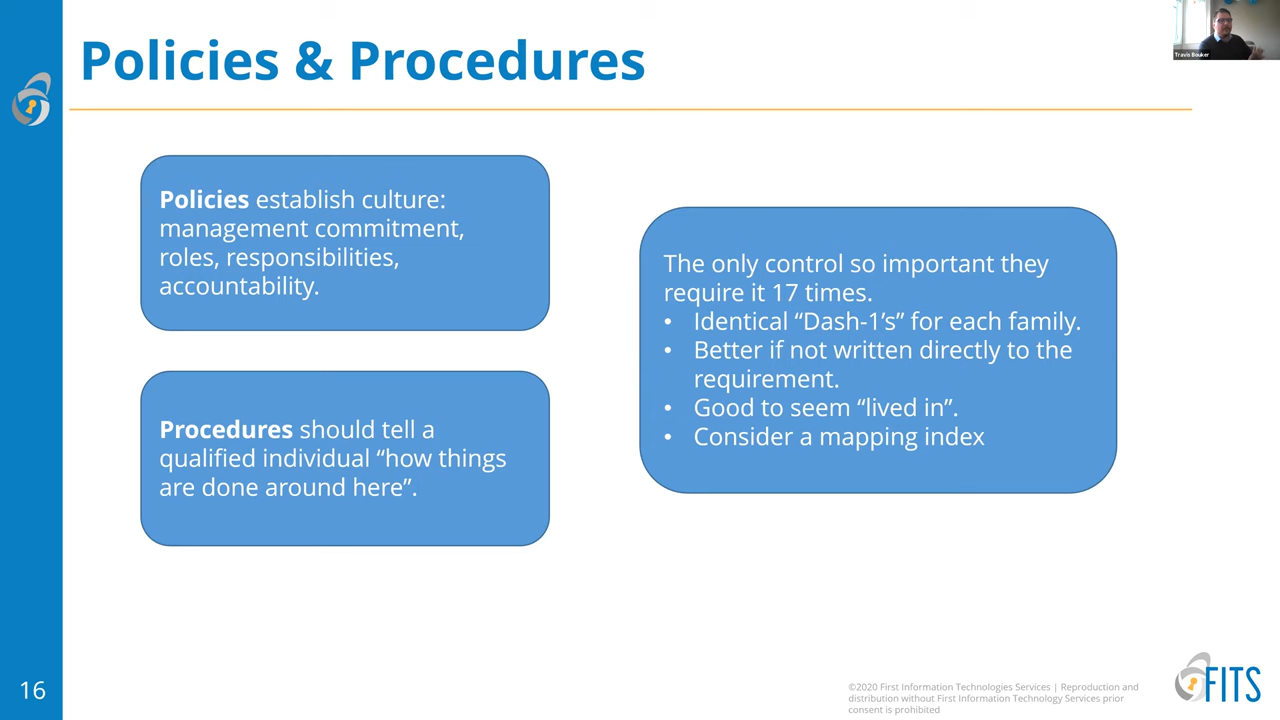 Policies & Procedures
Travis Bouker
Policies establish culture:
management commitment,
roles, responsibilities,
accountability.
Procedures should tell a
qualified individual “how things
are done around here”.
The only control so important they
require it 17 times.
• Identical “Dash-1’s” for each family.
• Better if not written directly to the
requirement.
• Good to seem “lived in”.
• Consider a mapping index
16
©2020 First Information Technologies Services | Reproduction and
distribution without First Information Technology Services prior
consent is prohibited
FITS